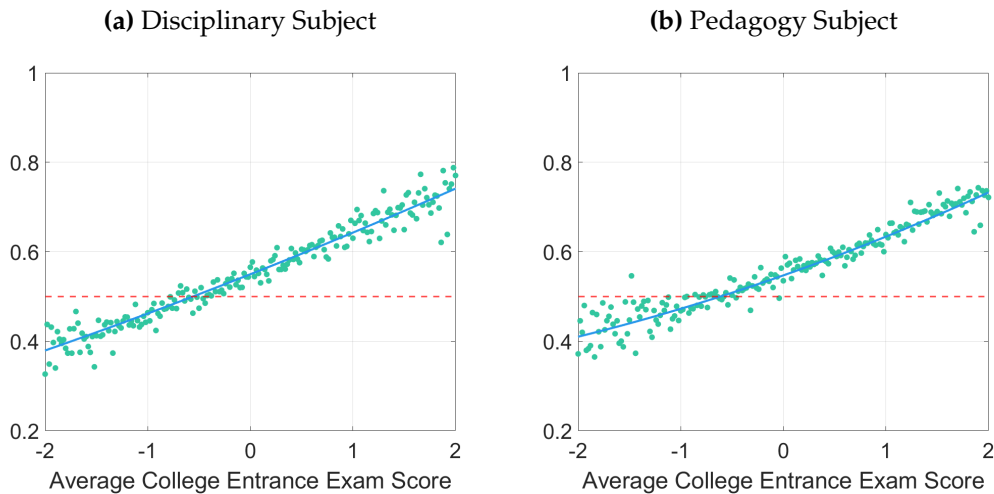 (a) Disciplinary Subject
1
0.8
0.6
0.4
0.2
-2 -1 0 1 2
Average College Entrance Exam Score
(b) Pedagogy Subject
1
0.8
0.6
0.4
0.2
-2 -1 0 1 2
Average College Entrance Exam Score